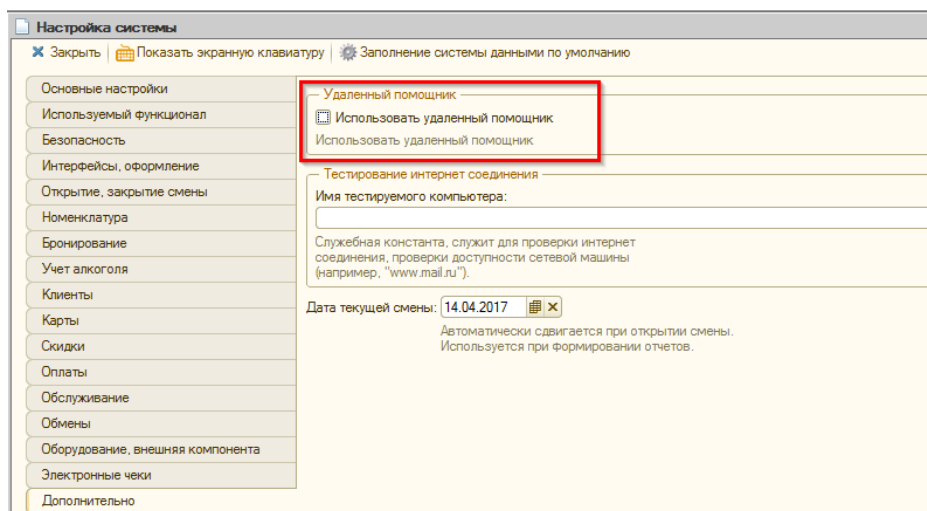 Настройка системы
Закрыть Показать экранную клавиатуру Заполнение системы данными по умолчанию
Основные настройки
Используемый функционал
Безопасность
Интерфейсы, оформление
Открытие, закрытие смены
Номенклатура
Бронирование
Учет алкоголя
Клиенты
Карты
Скидки
Оплаты
Обслуживание
Обмены
Оборудование, внешняя компонента
Электронные чеки
Дополнительно
Удаленный помощник
Использовать удаленный помощник
Использовать удаленный помощник
Тестирование интернет соединения
Имя тестируемого компьютера:
Служебная константа, служит для проверки интернет
соединения, проверки доступности сетевой машины
(например, "www.mail.ru").
Дата текущей смены: 14.04.2017
Автоматически сдвигается при открытии смены.
Используется при формировании отчетов.